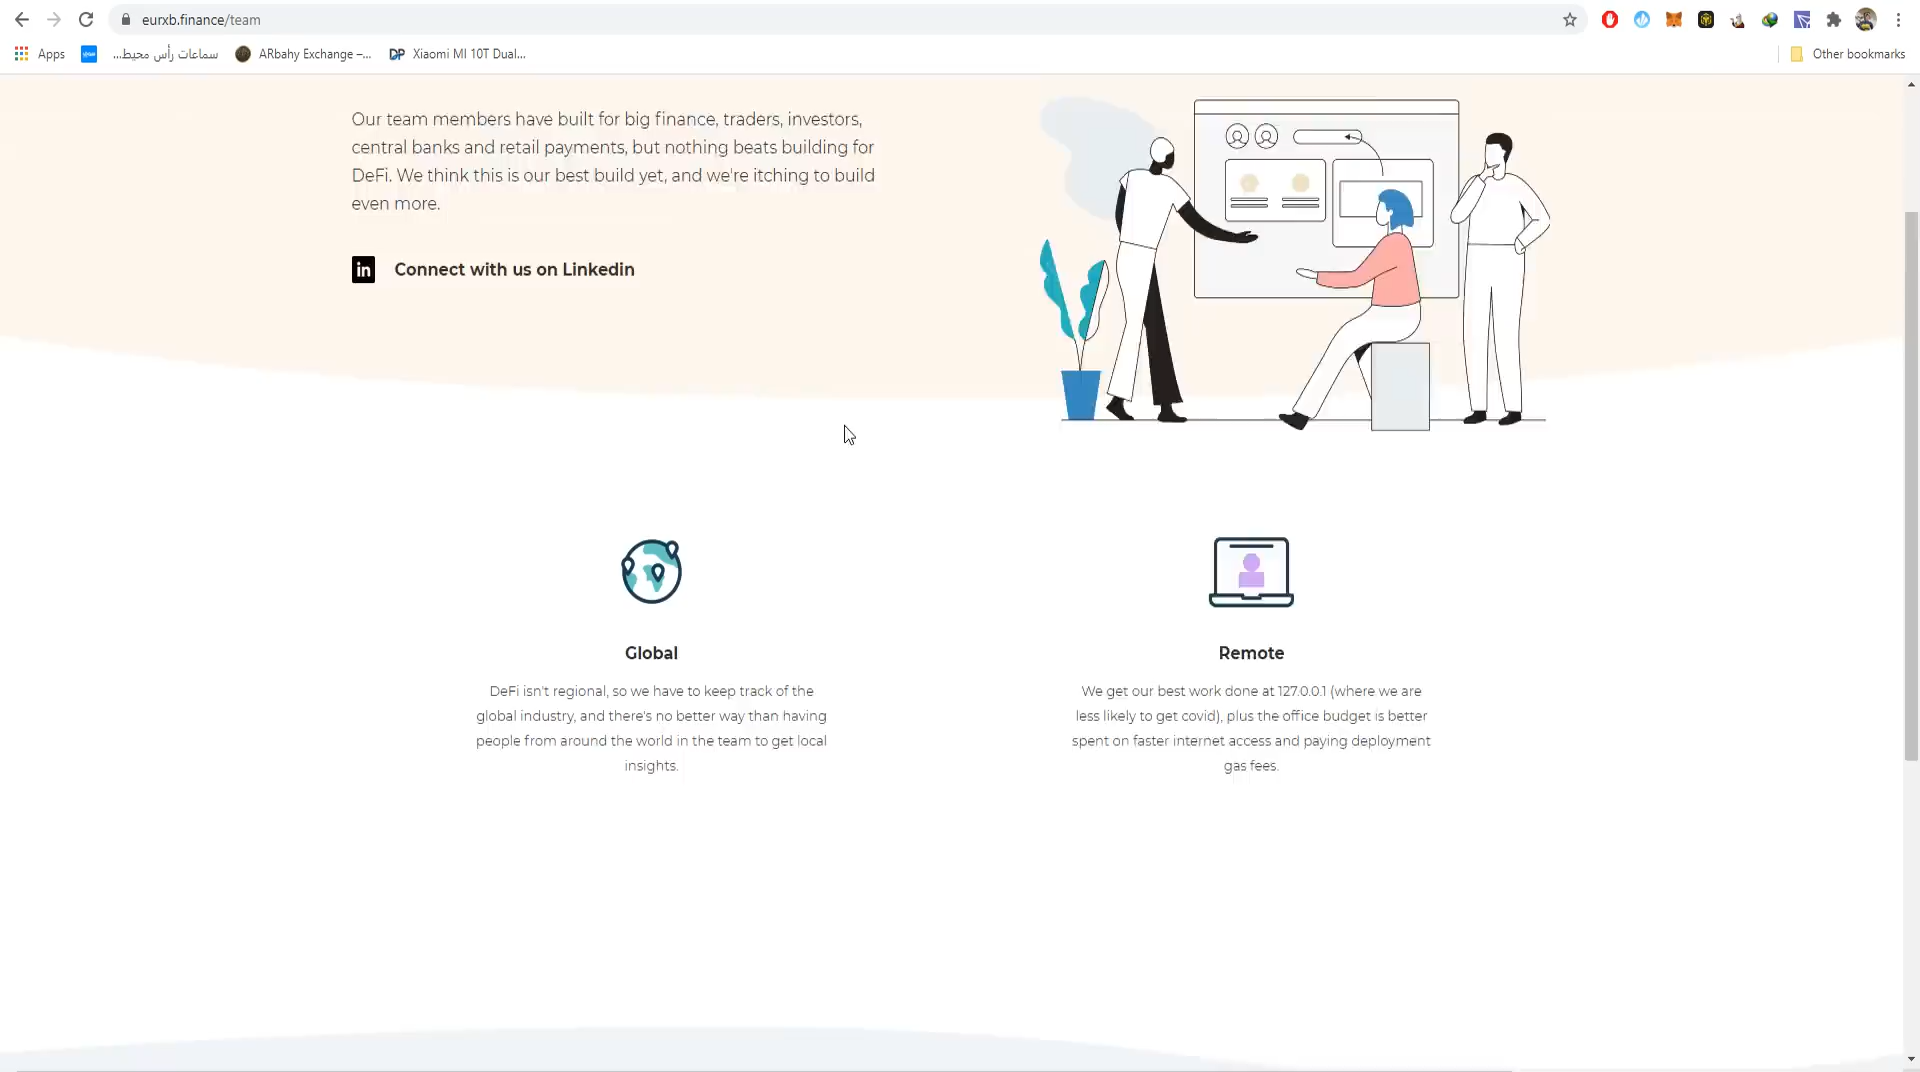 eurxb.finance/team
Apps
سماعات رأس محيط...
ARbahy Exchange –...
DP
Xiaomi MI 10T Dual...
Other bookmarks
Our team members have built for big finance, traders, investors,
central banks and retail payments, but nothing beats building for
DeFi. We think this is our best build yet, and we're itching to build
even more.
in Connect with us on Linkedin
Global
DeFi isn't regional, so we have to keep track of the
global industry, and there's no better way than having
people from around the world in the team to get local
insights.
Remote
We get our best work done at 127.0.0.1 (where we are
less likely to get covid), plus the office budget is better
spent on faster internet access and paying deployment
gas fees.